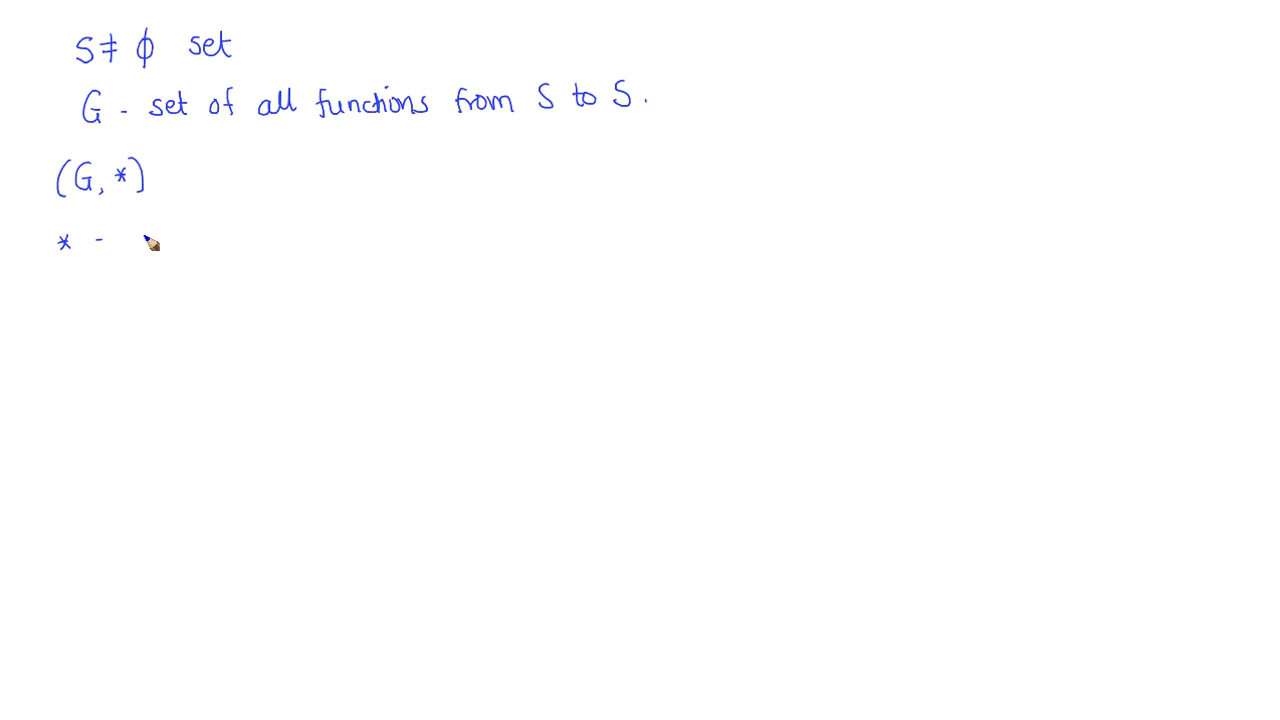 S ≠ ϕ set
G - set of all functions from S to S.
(G, *)
* -